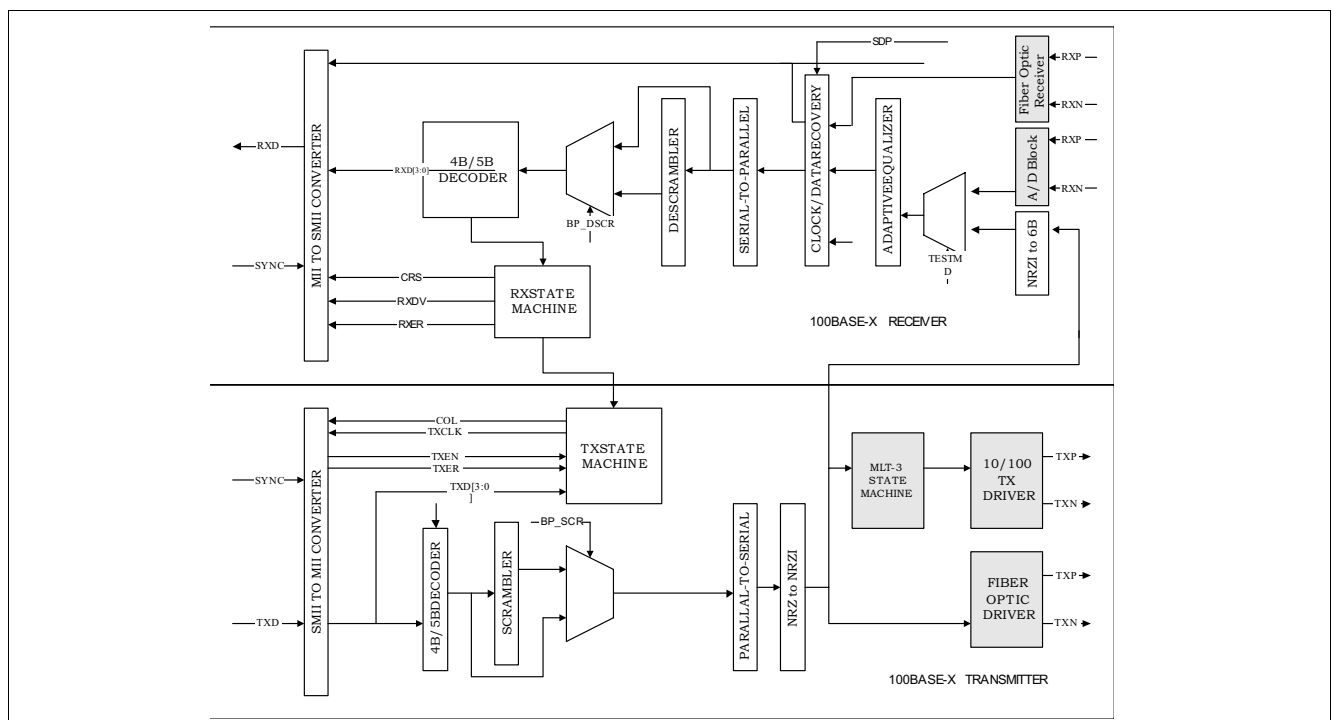 SDP
RXP
RXN
Fiber Optic
Receiver
RXP
RXN
A/D Block
NRZI to 6B
TESTM
D
ADAPTIVEEQUALIZER
CLOCK/DATARECOVERY
SERIAL-TO-PARALLEL
DESCRAMBLER
BP_DSCR
4B/5B
DECODER
RXD[3:0]
MII TO SMII CONVERTER
RXD
SYNC
CRS
RXDV
RXER
RXSTATE
MACHINE
100BASE-X RECEIVER
SMII TO MII CONVERTER
SYNC
TXD
COL
TXCLK
TXEN
TXER
TXD[3:0
]
TXSTATE
MACHINE
4B/5BDECODER
SCRAMBLER
BP_SCR
PARALLAL-TO-SERIAL
NRZ to NRZI
MLT-3
STATE
MACHINE
10/100
TX
DRIVER
TXP
TXN
FIBER
OPTIC
DRIVER
TXP
TXN
100BASE-X TRANSMITTER